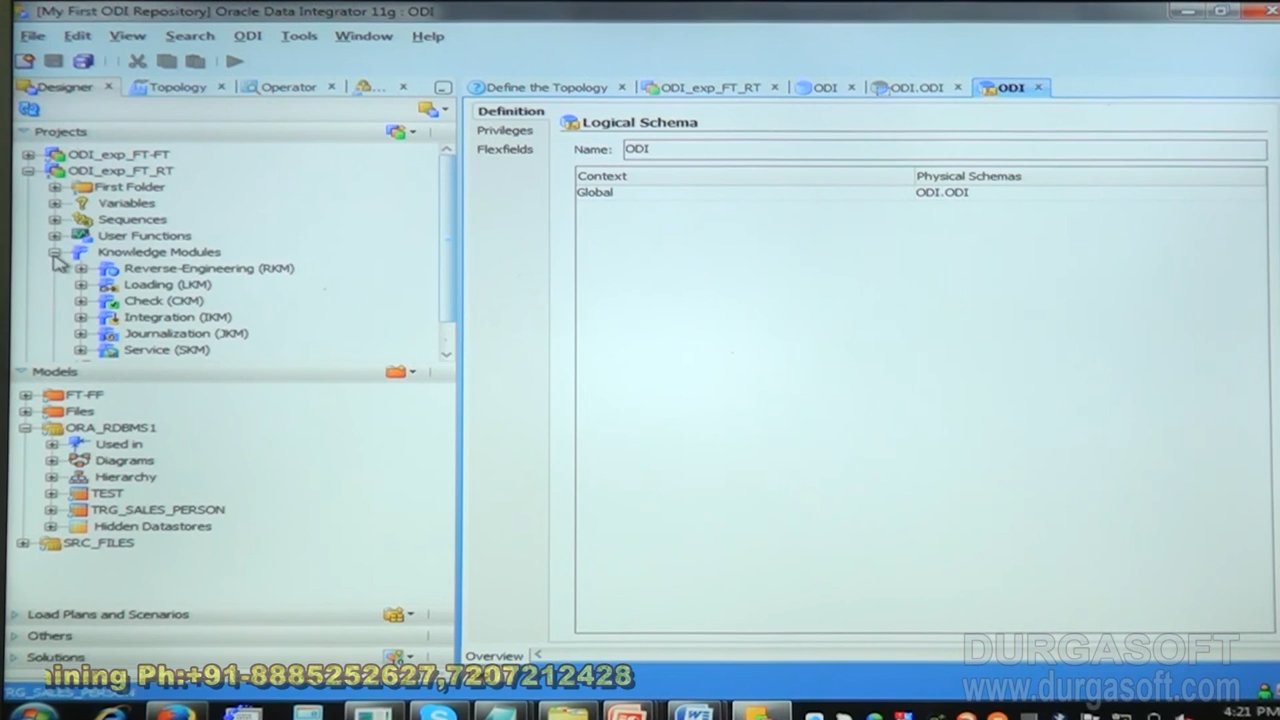 [My First ODI Repository] Oracle Data Integrator 11g : ODI
File Edit View Search ODI Tools Window Help
Designer Topology Operator ...
Define the Topology ODI_exp_FT_RT ODI ODI.ODI ODI
Projects
ODI_exp_FT-FT
ODI_exp_FT_RT
First Folder
Variables
Sequences
User Functions
Knowledge Modules
Reverse-Engineering (RKM)
Loading (LKM)
Check (CKM)
Integration (IKM)
Journalization (JKM)
Service (SKM)
Models
FT-FF
Files
ORA_RDBMS1
Used in
Diagrams
Hierarchy
TEST
TRG_SALES_PERSON
Hidden Datastores
SRC_FILES
Load Plans and Scenarios
Others
Solutions
Definition
Privileges
Flexfields
Logical Schema
Name: ODI
Context Physical Schemas
Global ODI.ODI
Overview
aining Ph:+91-8885252627,7207212428
DURGASOFT
www.durgasoft.com
4:21 PM